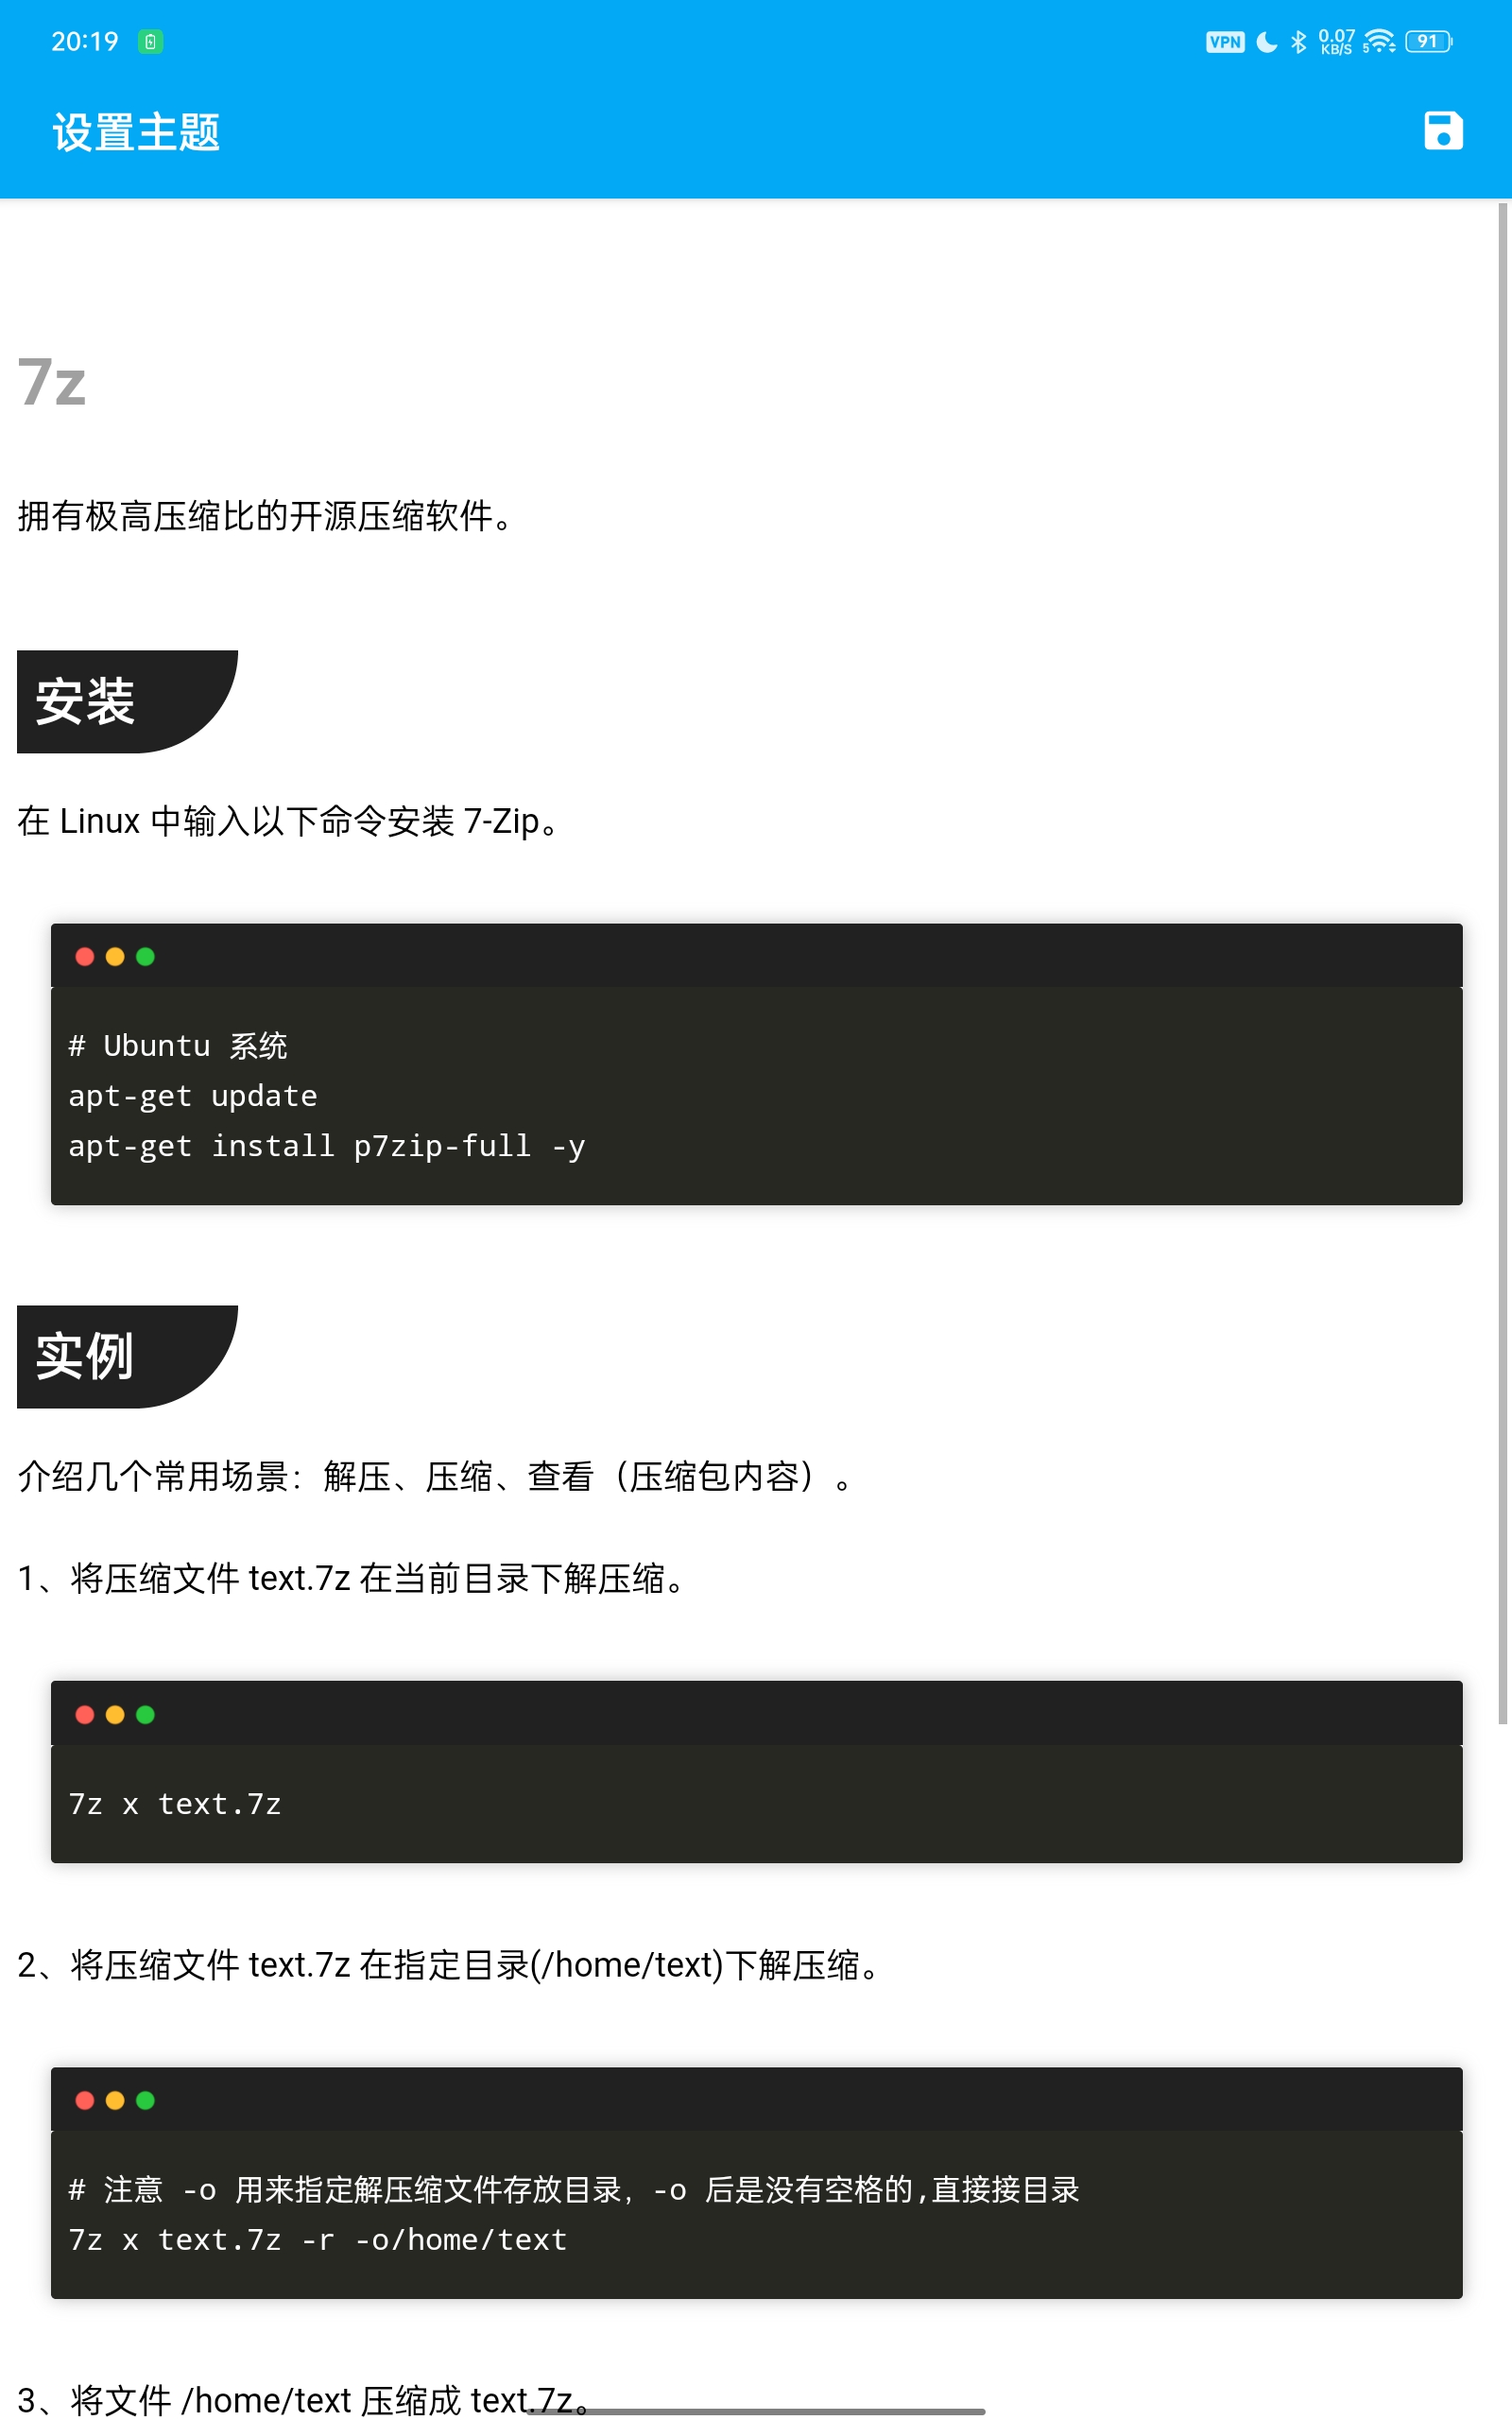 20:19
VPN 0.07 KB/S 5 91
设置主题
7z
拥有极高压缩比的开源压缩软件。
安装
在 Linux 中输入以下命令安装 7-Zip。
# Ubuntu 系统
apt-get update
apt-get install p7zip-full -y
实例
介绍几个常用场景：解压、压缩、查看（压缩包内容）。
1、将压缩文件 text.7z 在当前目录下解压缩。
7z x text.7z
2、将压缩文件 text.7z 在指定目录(/home/text)下解压缩。
# 注意 -o 用来指定解压缩文件存放目录，-o 后是没有空格的,直接接目录
7z x text.7z -r -o/home/text
3、将文件 /home/text 压缩成 text.7z。